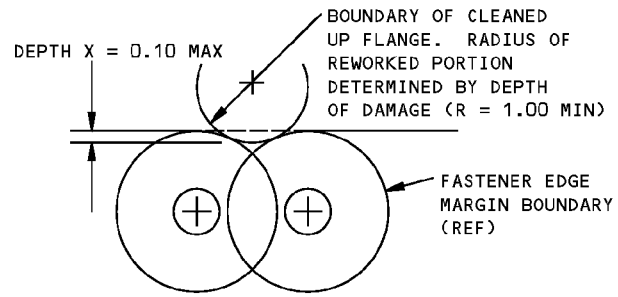 BOUNDARY OF CLEANED
UP FLANGE. RADIUS OF
REWORKED PORTION
DETERMINED BY DEPTH
OF DAMAGE (R = 1.00 MIN)
DEPTH X = 0.10 MAX
FASTENER EDGE
MARGIN BOUNDARY
(REF)